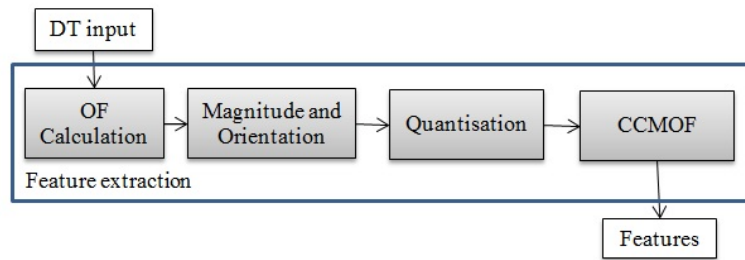 DT input
OF
Calculation
Magnitude and
Orientation
Quantisation
CCMOF
Feature extraction
Features